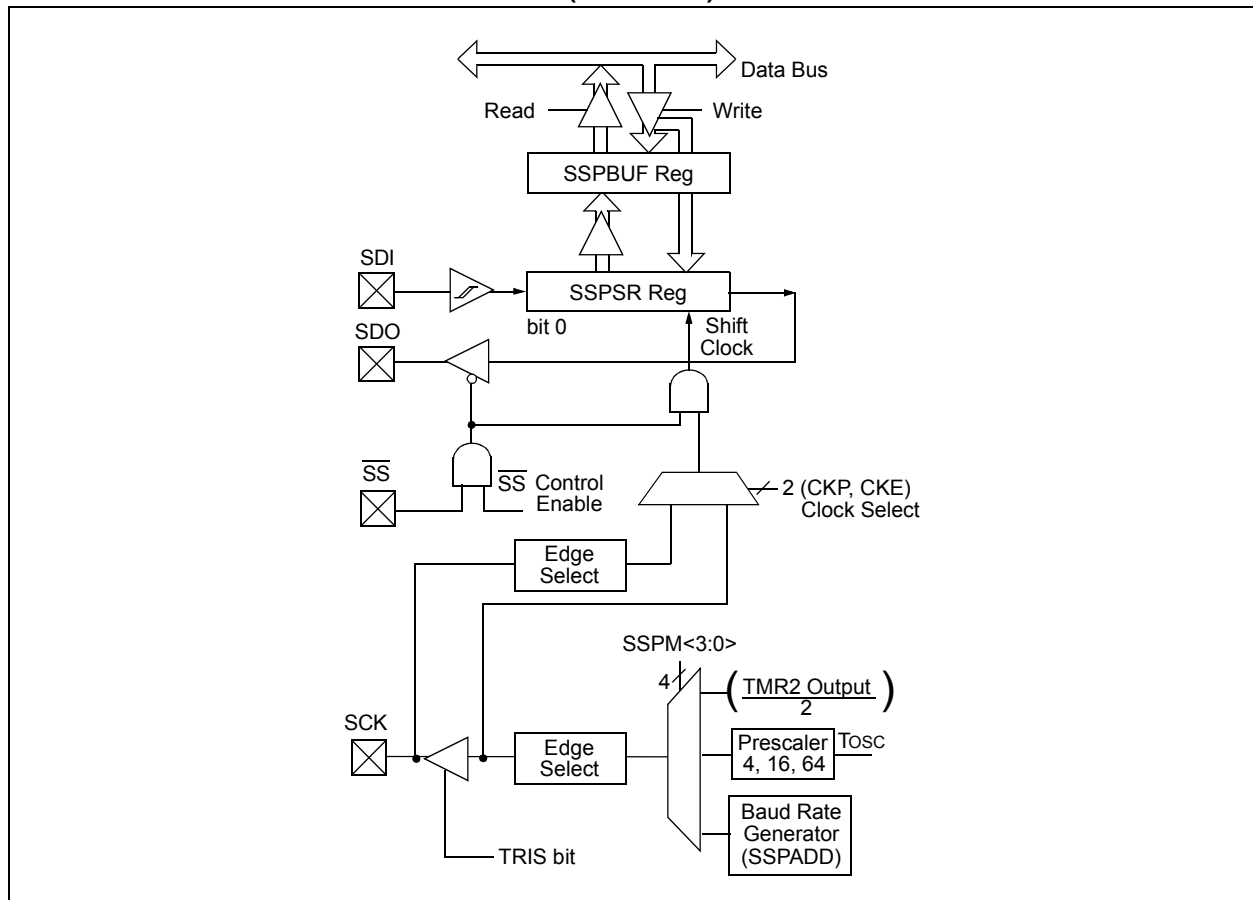 Data Bus
Read
Write
SSPBUF Reg
SDI
SSPSR Reg
bit 0
Shift
Clock
SDO
SS
SS Control
Enable
2 (CKP, CKE)
Clock Select
Edge
Select
SSPM<3:0>
4
(TMR2 Output)
2
SCK
Edge
Select
Prescaler
4, 16, 64
TOSC
Baud Rate
Generator
(SSPADD)
TRIS bit